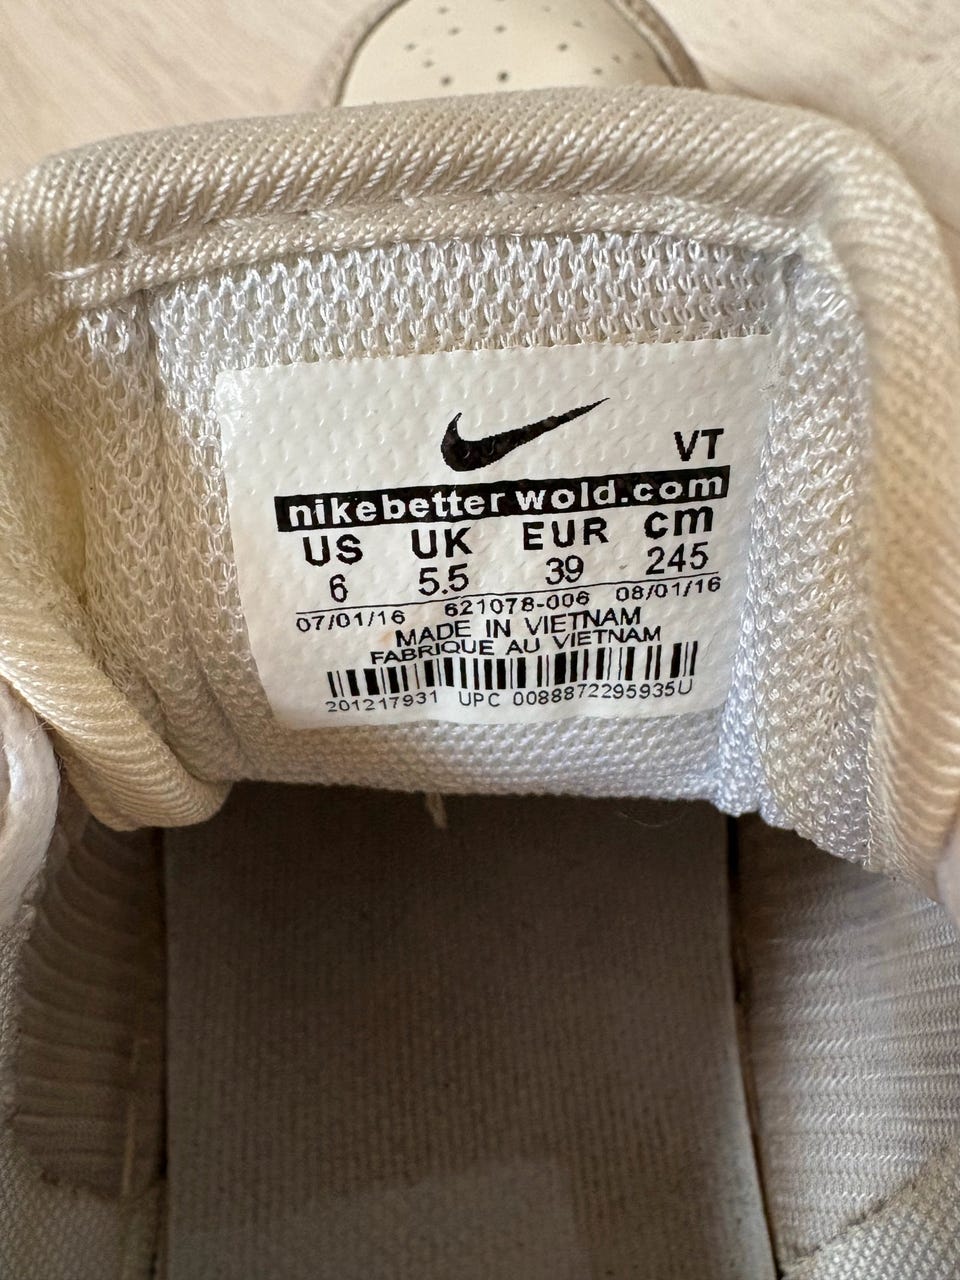 VT
nikebetter wold.com
US UK EUR cm
6 5.5 39 245
07/01/16 621078-006 08/01/16
MADE IN VIETNAM
FABRIQUE AU VIETNAM
201217931 UPC 0088872295935U